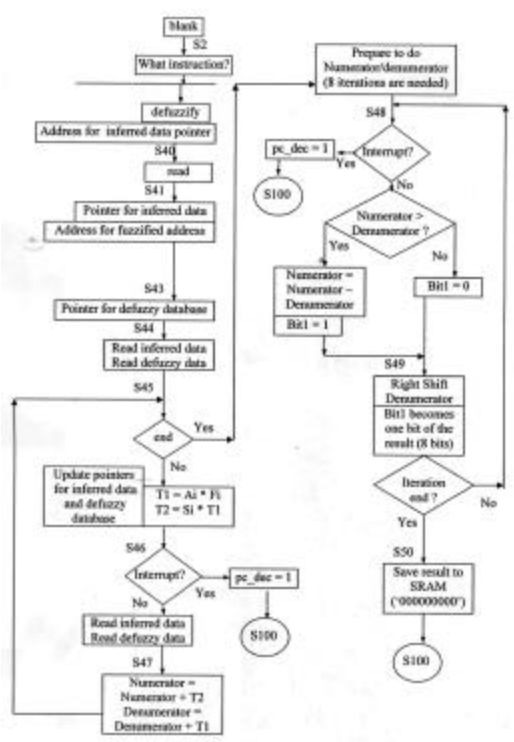 blank
S2
What instruction?
defuzzify
Address for inferred data pointer
S40
read
S41
Pointer for inferred data
Address for fuzzified address
S43
Pointer for defuzzy database
S44
Read inferred data
Read defuzzy data
S45
end
Yes
No
Update pointers
for inferred data
and defuzzy
database
T1 = Ai * Fi
T2 = Si * T1
S46
Interrupt?
Yes
pc_dec = 1
S100
No
Read inferred data
Read defuzzy data
S47
Numerator =
Numerator + T2
Denumerator =
Denumerator + T1
Prepare to do
Numerator/denumerator
(8 iterations are needed)
S48
Interrupt?
Yes
pc_dec = 1
S100
No
Numerator >
Denumerator ?
Yes
No
Numerator =
Numerator –
Denumerator
Bit1 = 1
Bit1 = 0
S49
Right Shift
Denumerator
Bit1 becomes
one bit of the
result (8 bits)
Iteration
end ?
No
Yes
S50
Save result to
SRAM
("000000000")
S100